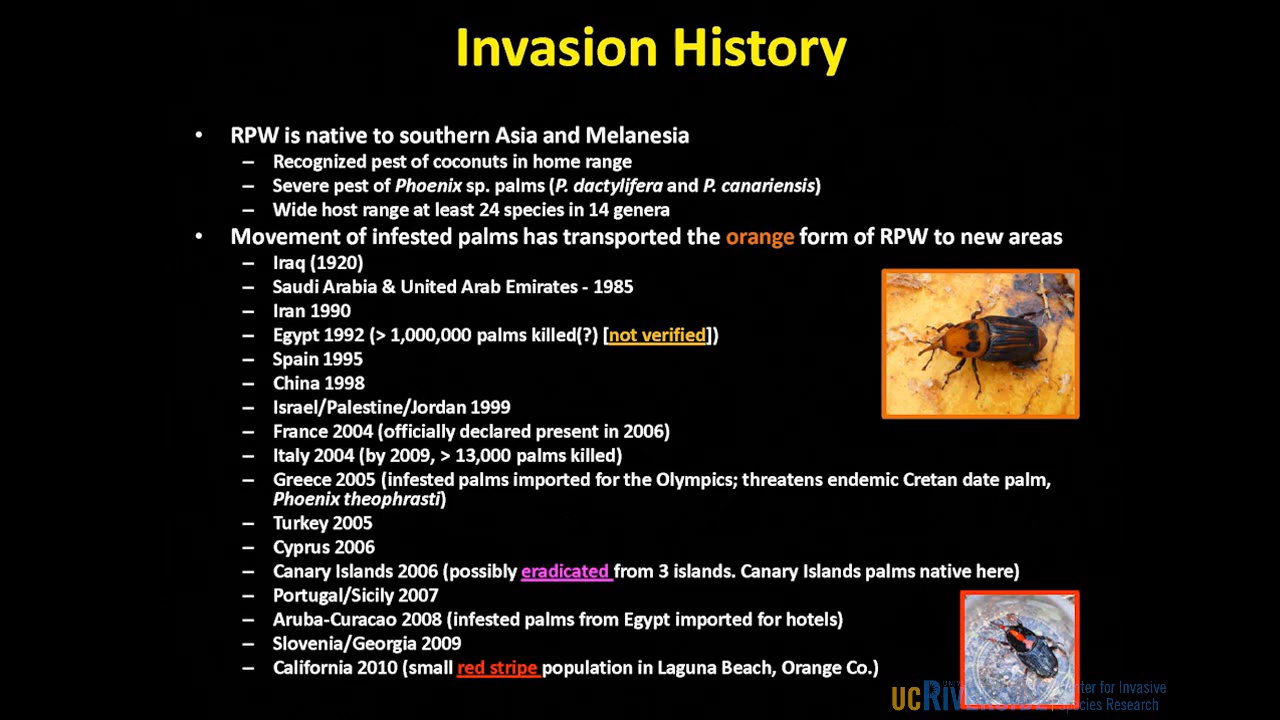 Invasion History
• RPW is native to southern Asia and Melanesia
– Recognized pest of coconuts in home range
– Severe pest of Phoenix sp. palms (P. dactylifera and P. canariensis)
– Wide host range at least 24 species in 14 genera
• Movement of infested palms has transported the orange form of RPW to new areas
– Iraq (1920)
– Saudi Arabia & United Arab Emirates - 1985
– Iran 1990
– Egypt 1992 (> 1,000,000 palms killed(?) [not verified])
– Spain 1995
– China 1998
– Israel/Palestine/Jordan 1999
– France 2004 (officially declared present in 2006)
– Italy 2004 (by 2009, > 13,000 palms killed)
– Greece 2005 (infested palms imported for the Olympics; threatens endemic Cretan date palm,
Phoenix theophrasti)
– Turkey 2005
– Cyprus 2006
– Canary Islands 2006 (possibly eradicated from 3 islands. Canary Islands palms native here)
– Portugal/Sicily 2007
– Aruba-Curacao 2008 (infested palms from Egypt imported for hotels)
– Slovenia/Georgia 2009
– California 2010 (small red stripe population in Laguna Beach, Orange Co.)
UCRIVERSIDE Center for Invasive
Species Research